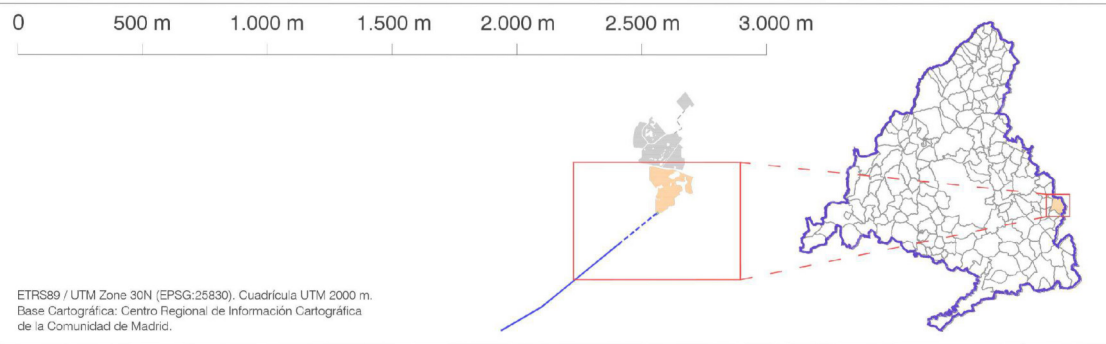 0 500 m 1.000 m 1.500 m 2.000 m 2.500 m 3.000 m
ETRS89 / UTM Zone 30N (EPSG:25830). Cuadrícula UTM 2000 m.
Base Cartográfica: Centro Regional de Información Cartográfica
de la Comunidad de Madrid.